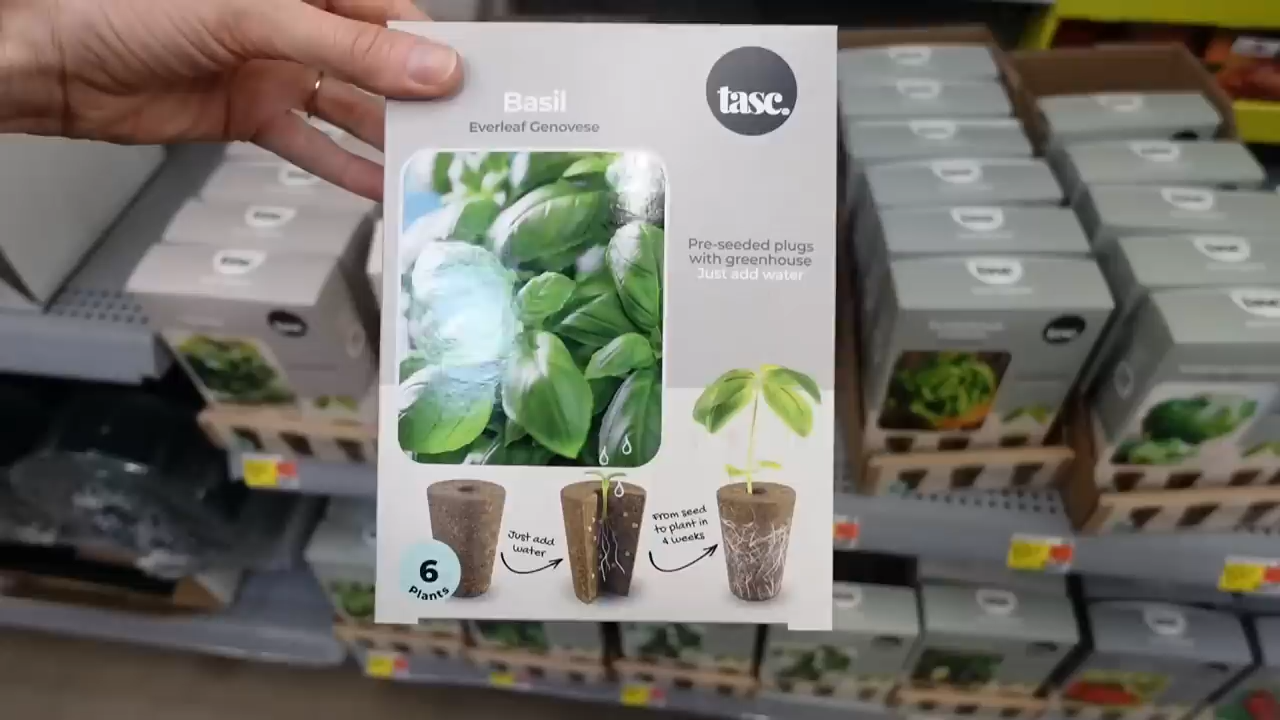 Basil
Everleaf Genovese
tasc.
Pre-seeded plugs
with greenhouse
Just add water
Just add
water
From seed
to plant in
4 weeks
6
Plants
tasc